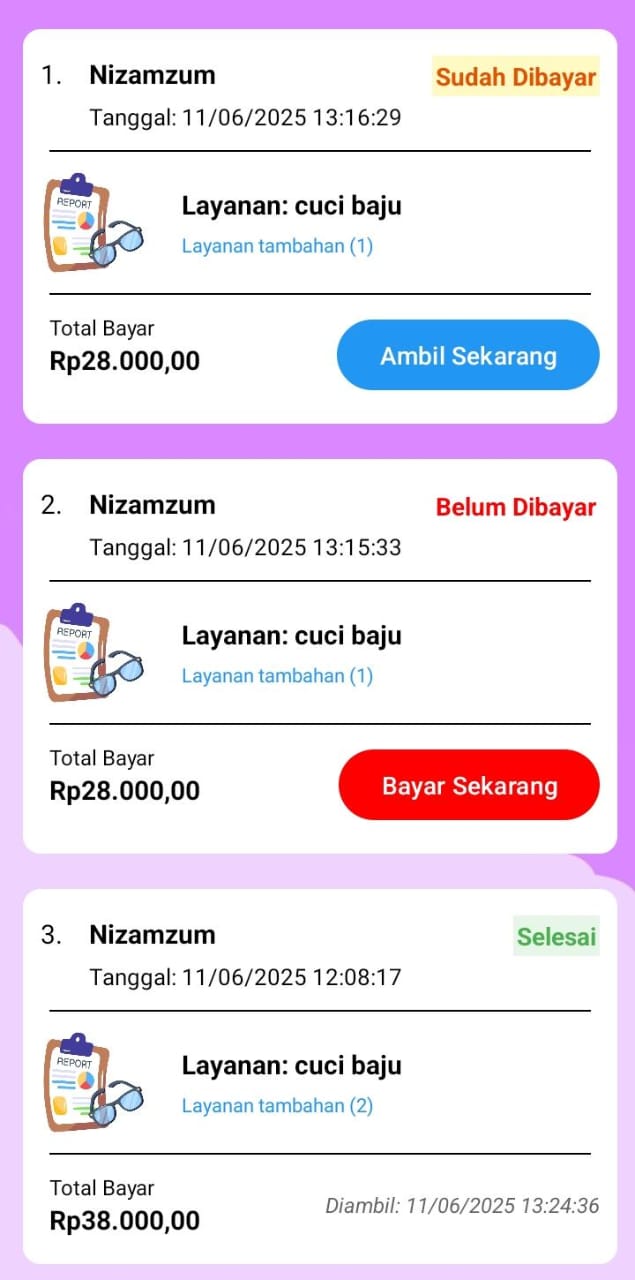 1. Nizamzum Sudah Dibayar
Tanggal: 11/06/2025 13:16:29
REPORT
Layanan: cuci baju
Layanan tambahan (1)
Total Bayar
Rp28.000,00
Ambil Sekarang
2. Nizamzum Belum Dibayar
Tanggal: 11/06/2025 13:15:33
REPORT
Layanan: cuci baju
Layanan tambahan (1)
Total Bayar
Rp28.000,00
Bayar Sekarang
3. Nizamzum Selesai
Tanggal: 11/06/2025 12:08:17
REPORT
Layanan: cuci baju
Layanan tambahan (2)
Total Bayar
Rp38.000,00
Diambil: 11/06/2025 13:24:36